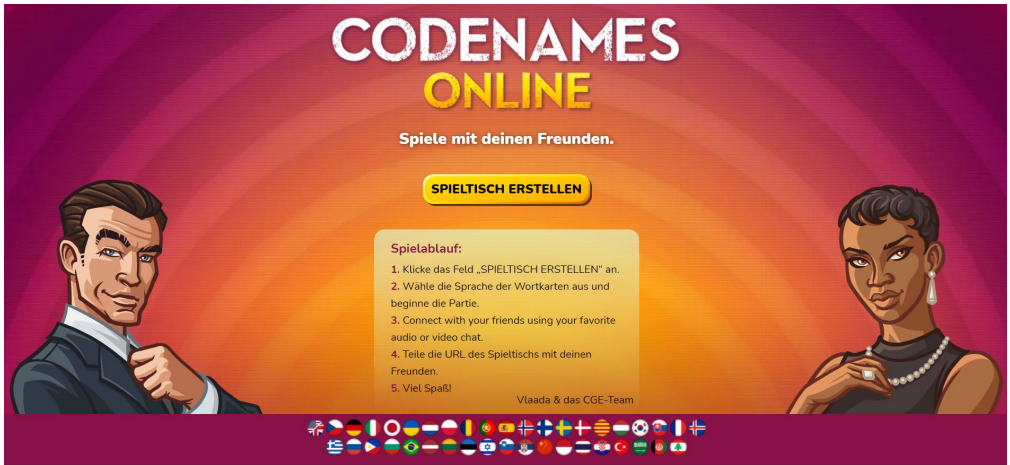 CODENAMES
ONLINE
Spiele mit deinen Freunden.
SPIELTISCH ERSTELLEN
Spielablauf:
1. Klicke das Feld „SPIELTISCH ERSTELLEN“ an.
2. Wähle die Sprache der Wortkarten aus und
beginne die Partie.
3. Connect with your friends using your favorite
audio or video chat.
4. Teile die URL des Spieltischs mit deinen
Freunden.
5. Viel Spaß!
Vlaada & das CGE-Team